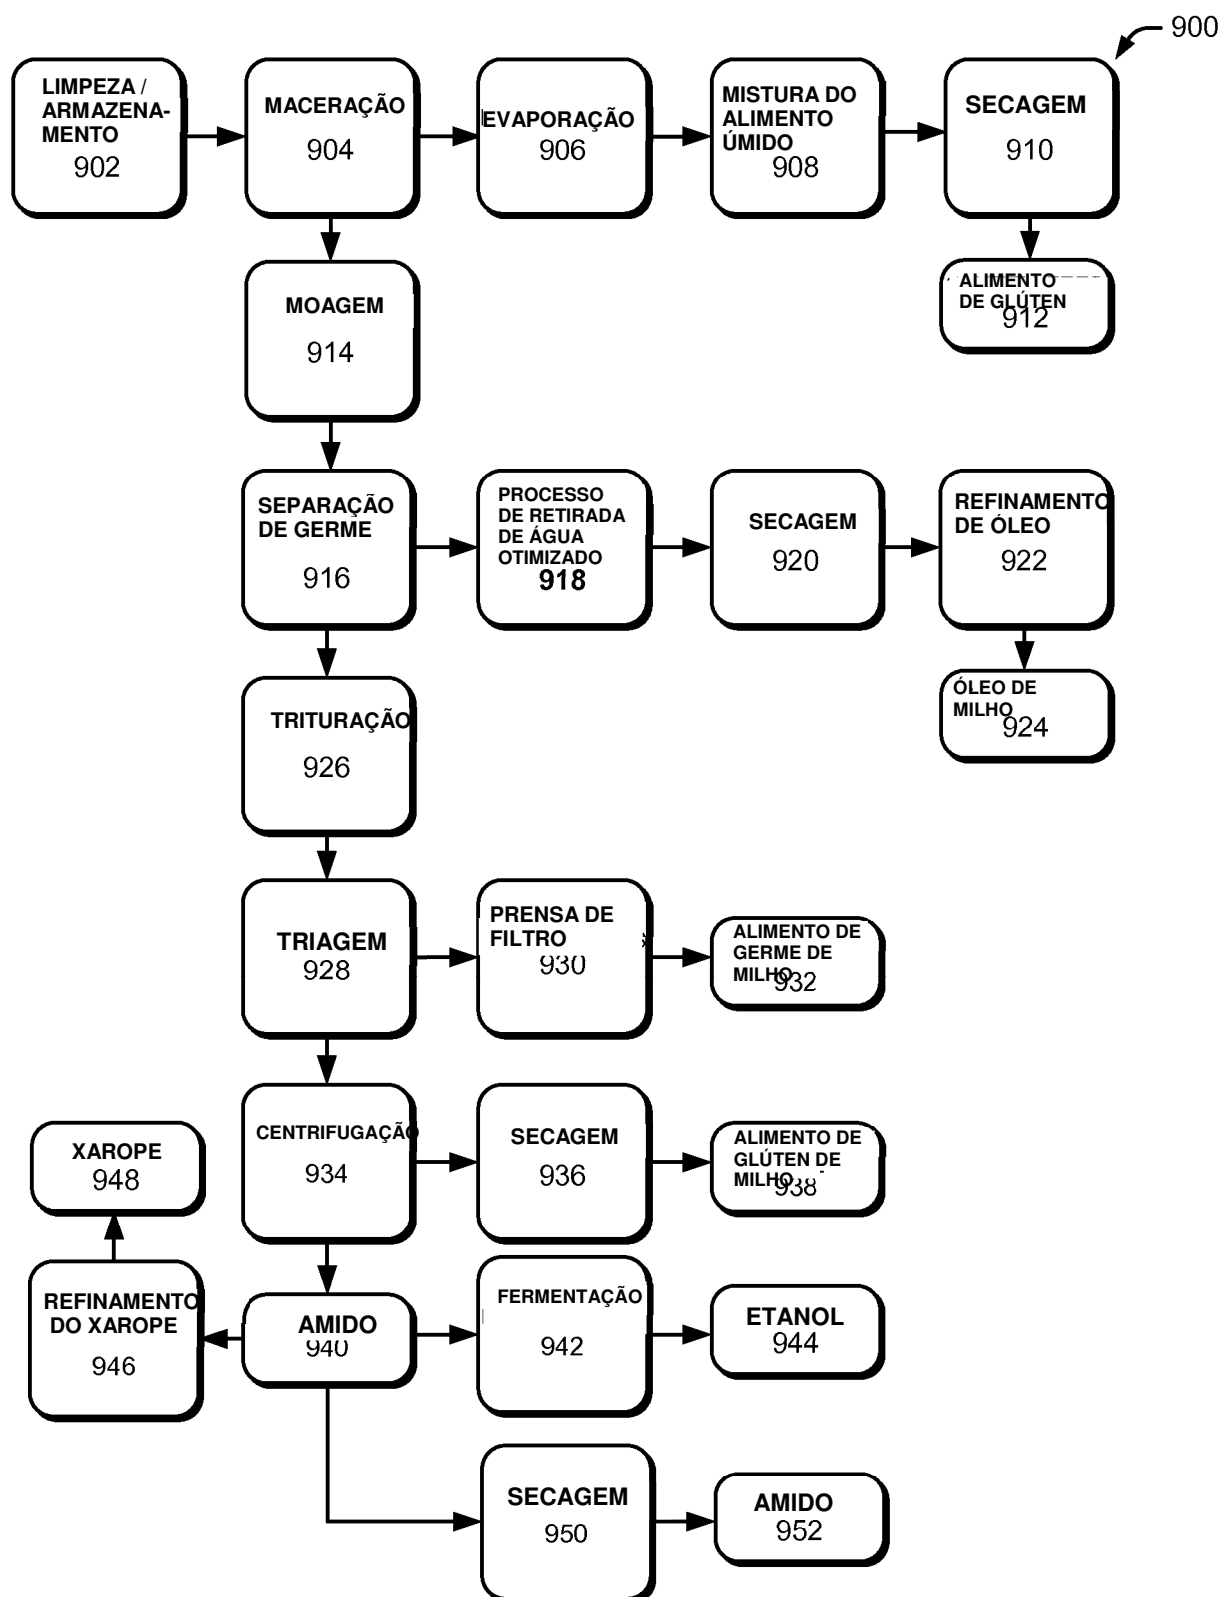 900
LIMPEZA /
ARMAZENA-
MENTO
902
MACERAÇÃO
904
EVAPORAÇÃO
906
MISTURA DO
ALIMENTO
ÚMIDO
908
SECAGEM
910
ALIMENTO
DE GLÚTEN
912
MOAGEM
914
SEPARAÇÃO
DE GERME
916
PROCESSO
DE RETIRADA
DE ÁGUA
OTIMIZADO
918
SECAGEM
920
REFINAMENTO
DE ÓLEO
922
ÓLEO DE
MILHO
924
TRITURAÇÃO
926
TRIAGEM
928
PRENSA DE
FILTRO
930
ALIMENTO DE
GERME DE
MILHO
932
CENTRIFUGAÇÃO
934
SECAGEM
936
ALIMENTO DE
GLÚTEN DE
MILHO
938
XAROPE
948
REFINAMENTO
DO XAROPE
946
AMIDO
940
FERMENTAÇÃO
942
ETANOL
944
SECAGEM
950
AMIDO
952